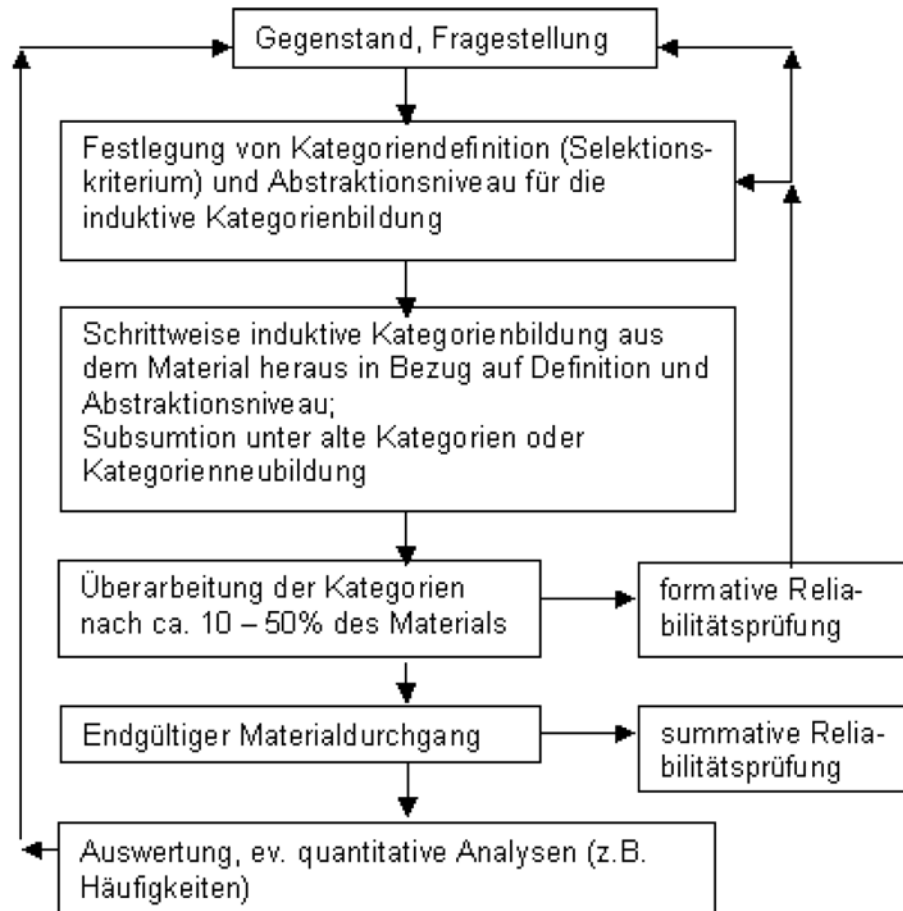 Gegenstand, Fragestellung
Festlegung von Kategoriendefinition (Selektions-
kriterium) und Abstraktionsniveau für die
induktive Kategorienbildung
Schrittweise induktive Kategorienbildung aus
dem Material heraus in Bezug auf Definition und
Abstraktionsniveau;
Subsumtion unter alte Kategorien oder
Kategorienneubildung
Überarbeitung der Kategorien
nach ca. 10 – 50% des Materials
formative Relia-
bilitätsprüfung
Endgültiger Materialdurchgang
summative Relia-
bilitätsprüfung
Auswertung, ev. quantitative Analysen (z.B.
Häufigkeiten)